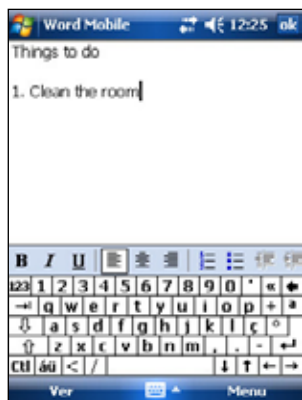 Word Mobile 12:25 ok
Things to do
1. Clean the room
B I U
123 1 2 3 4 5 6 7 8 9 0 ' «
q w e r t y u i o p + ª
a s d f g h j k l ç º
z x c v b n m , . -
Ctl áü < /
Ver Menu